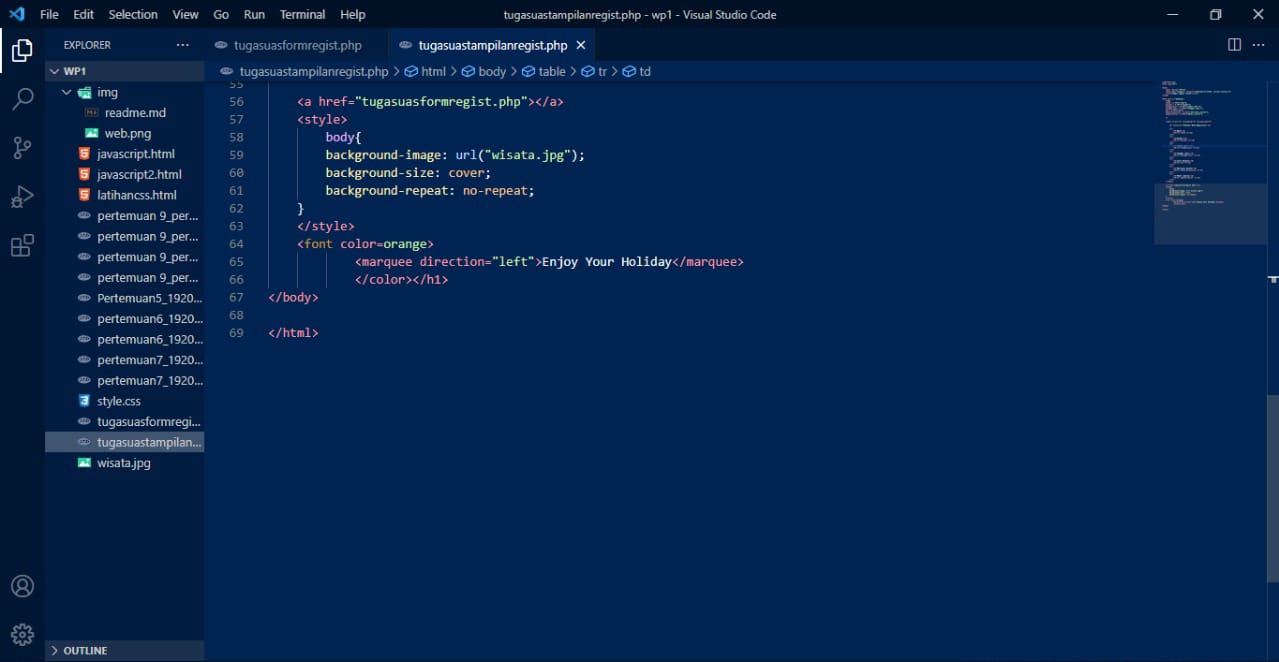 File Edit Selection View Go Run Terminal Help tugasuastampilanregist.php - wp1 - Visual Studio Code
EXPLORER
WP1
img
readme.md
web.png
javascript.html
javascript2.html
latihancss.html
pertemuan 9_per...
pertemuan 9_per...
pertemuan 9_per...
pertemuan 9_per...
Pertemuan5_1920...
pertemuan6_1920...
pertemuan6_1920...
pertemuan7_1920...
pertemuan7_1920...
style.css
tugasuasformregi...
tugasuastampilan...
wisata.jpg
OUTLINE
tugasuasformregist.php tugasuastampilanregist.php
tugasuastampilanregist.php > html > body > table > tr > td
55
56 <a href="tugasuasformregist.php"></a>
57 <style>
58 body{
59 background-image: url("wisata.jpg");
60 background-size: cover;
61 background-repeat: no-repeat;
62 }
63 </style>
64 <font color=orange>
65 <marquee direction="left">Enjoy Your Holiday</marquee>
66 </color></h1>
67 </body>
68
69 </html>